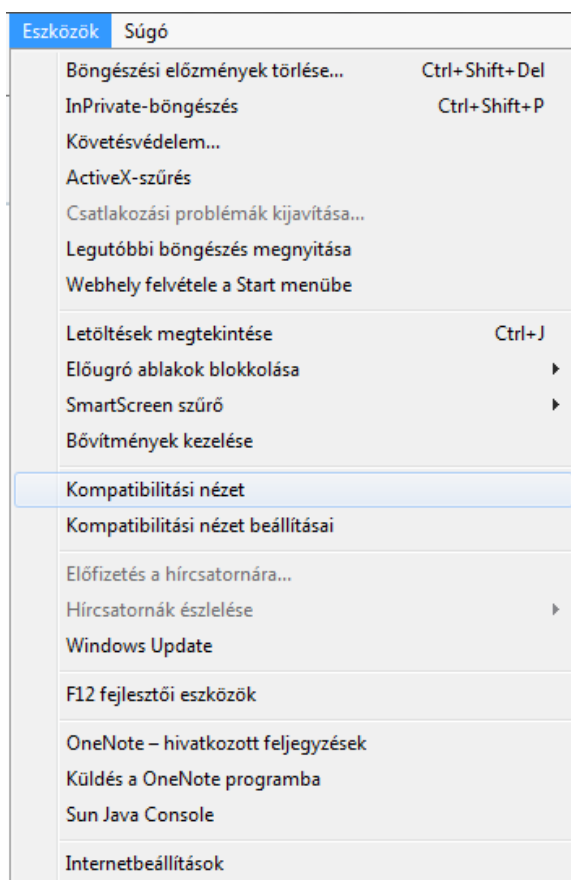 Eszközök Súgó
Böngészési előzmények törlése... Ctrl+Shift+Del
InPrivate-böngészés Ctrl+Shift+P
Követésvédelem...
ActiveX-szűrés
Csatlakozási problémák kijavítása...
Legutóbbi böngészés megnyitása
Webhely felvétele a Start menübe
Letöltések megtekintése Ctrl+J
Előugró ablakok blokkolása
SmartScreen szűrő
Bővítmények kezelése
Kompatibilitási nézet
Kompatibilitási nézet beállításai
Előfizetés a hírcsatornára...
Hírcsatornák észlelése
Windows Update
F12 fejlesztői eszközök
OneNote – hivatkozott feljegyzések
Küldés a OneNote programba
Sun Java Console
Internetbeállítások